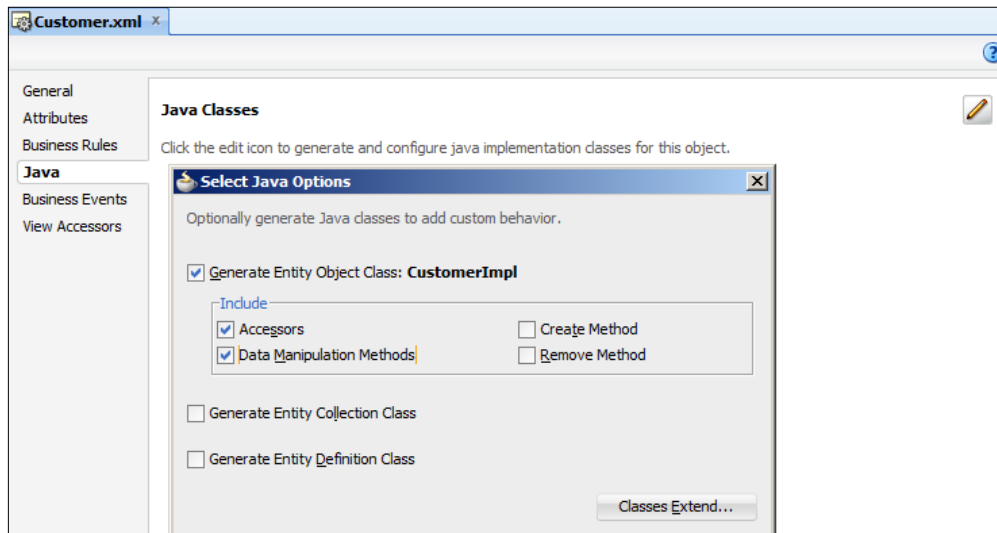 Customer.xml
General
Attributes
Business Rules
Java
Business Events
View Accessors
Java Classes
Click the edit icon to generate and configure java implementation classes for this object.
Select Java Options
Optionally generate Java classes to add custom behavior.
Generate Entity Object Class: CustomerImpl
Include
Accessors
Create Method
Data Manipulation Methods
Remove Method
Generate Entity Collection Class
Generate Entity Definition Class
Classes Extend...